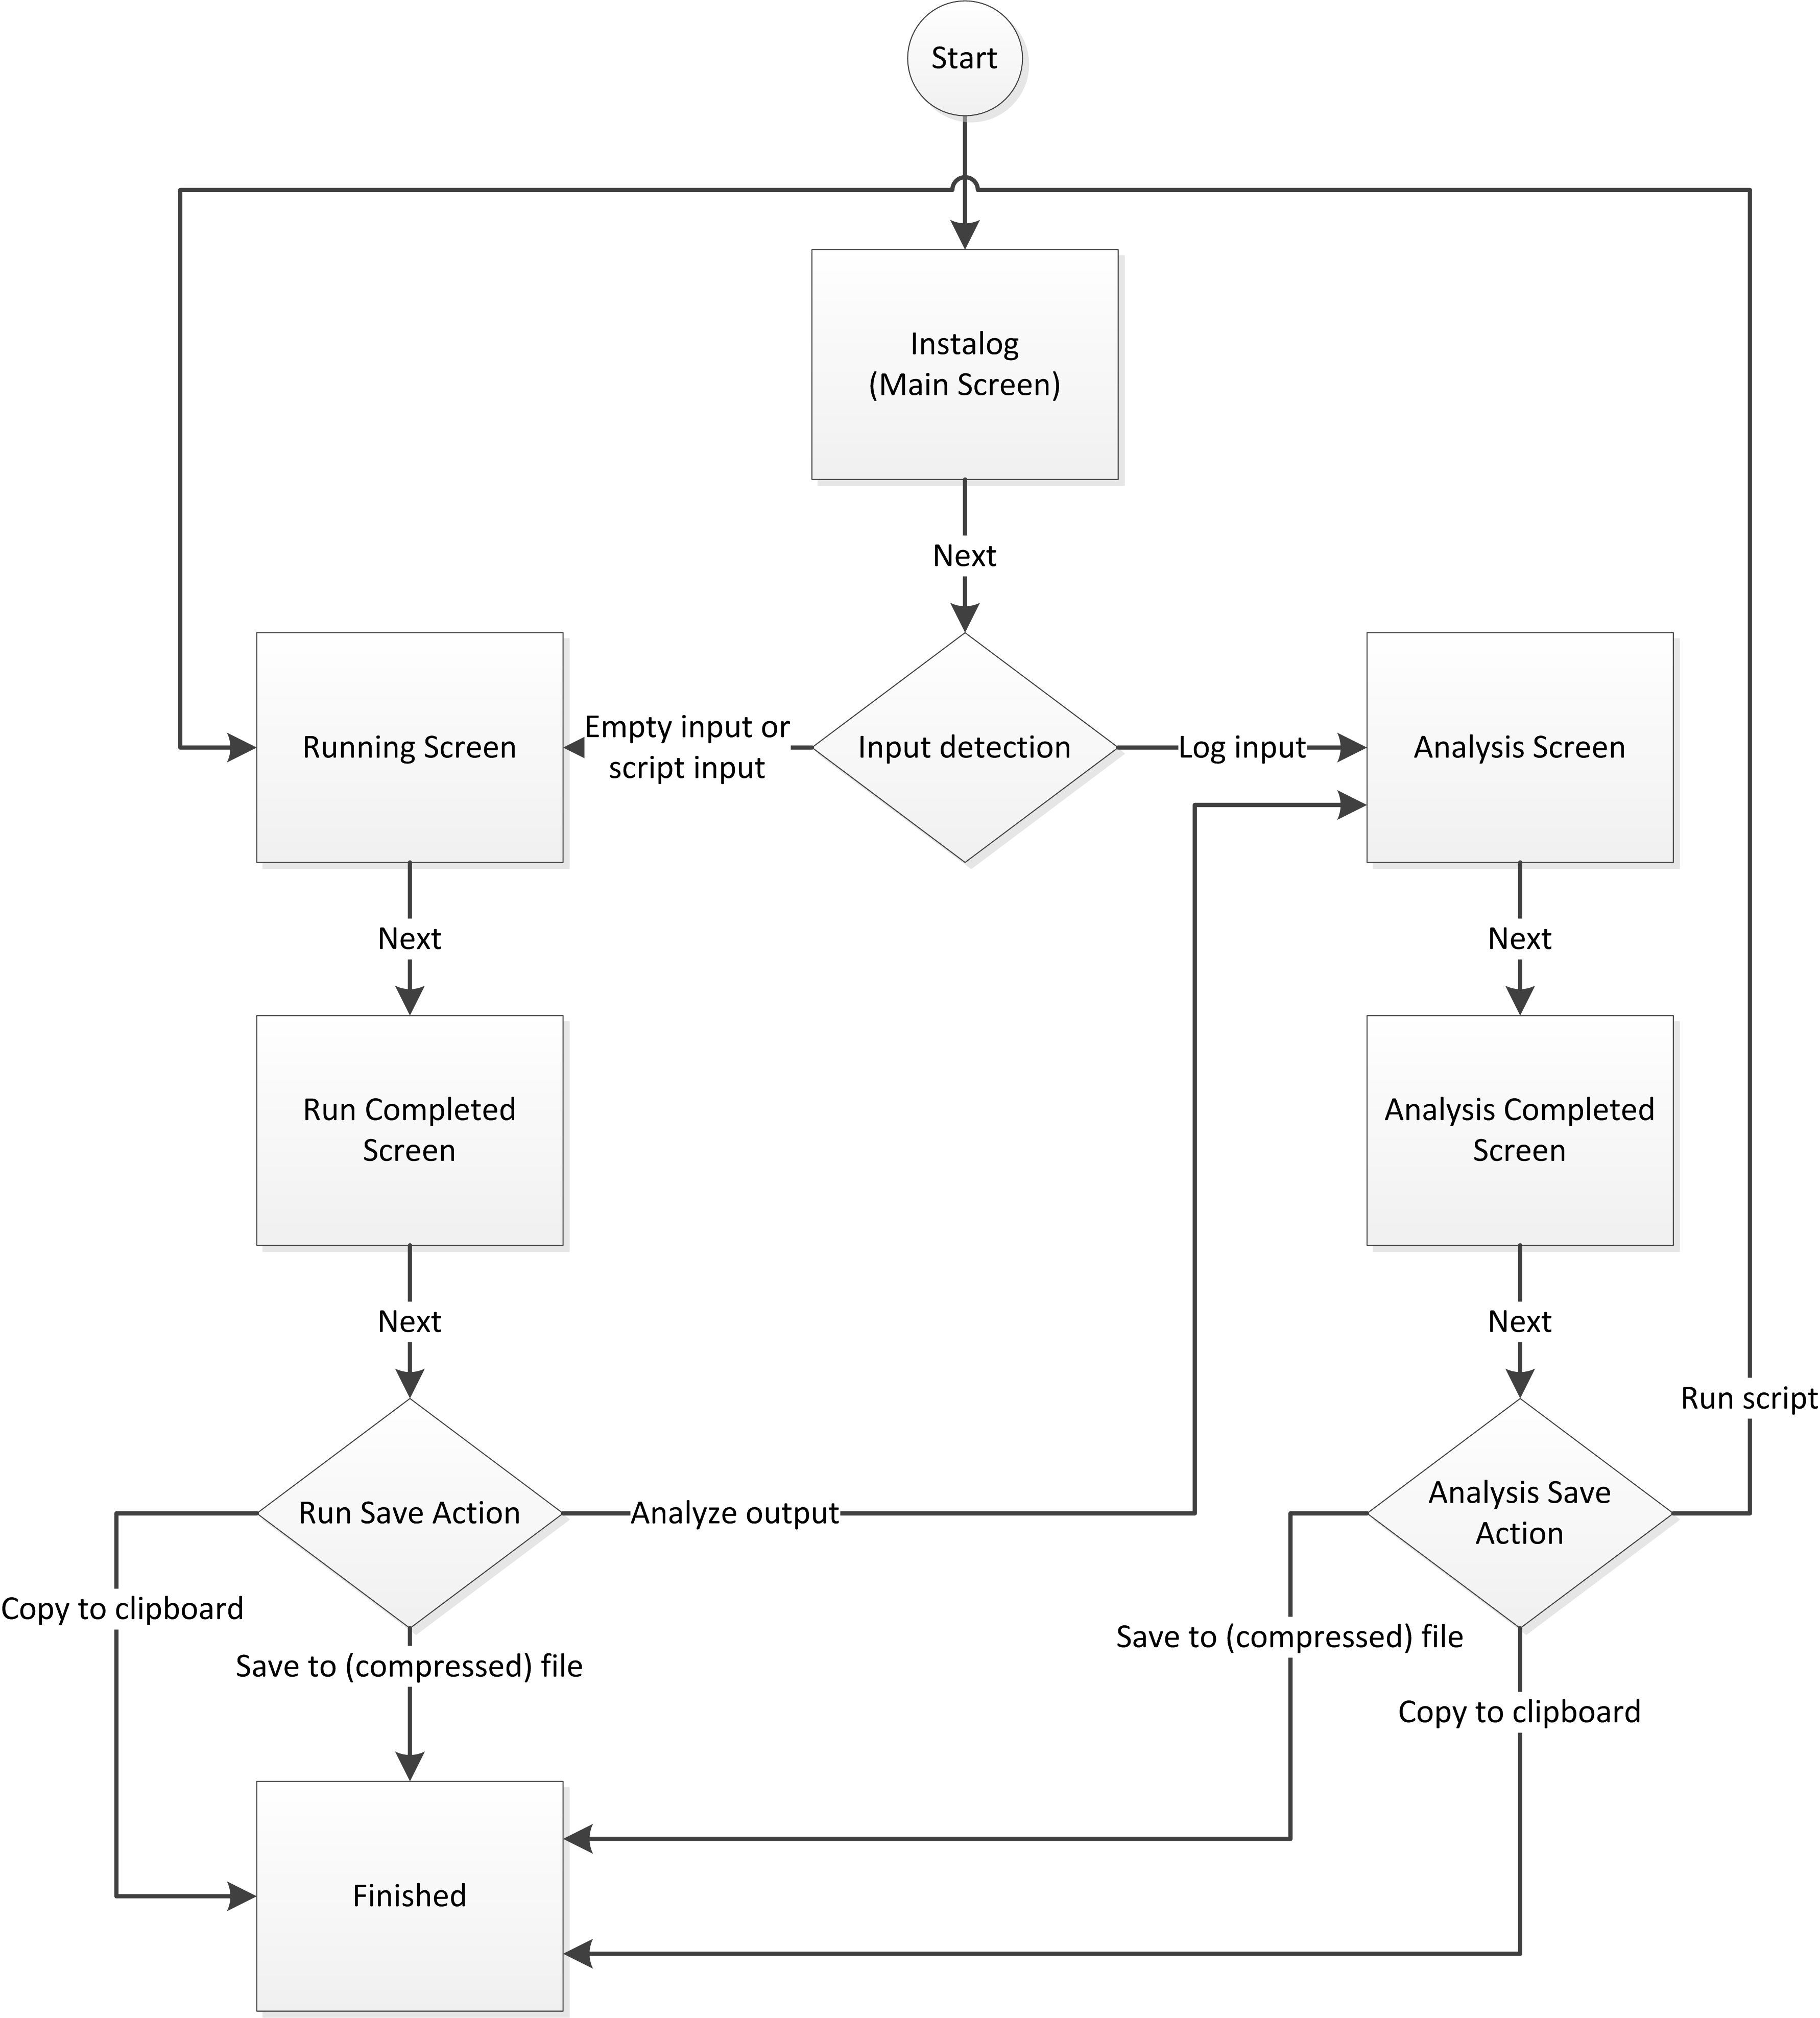 Start
Instalog
(Main Screen)
Next
Running Screen
Empty input or
script input
Input detection
Log input
Analysis Screen
Next
Next
Run Completed
Screen
Analysis Completed
Screen
Next
Next
Run script
Run Save Action
Analyze output
Analysis Save
Action
Copy to clipboard
Save to (compressed) file
Save to (compressed) file
Copy to clipboard
Finished